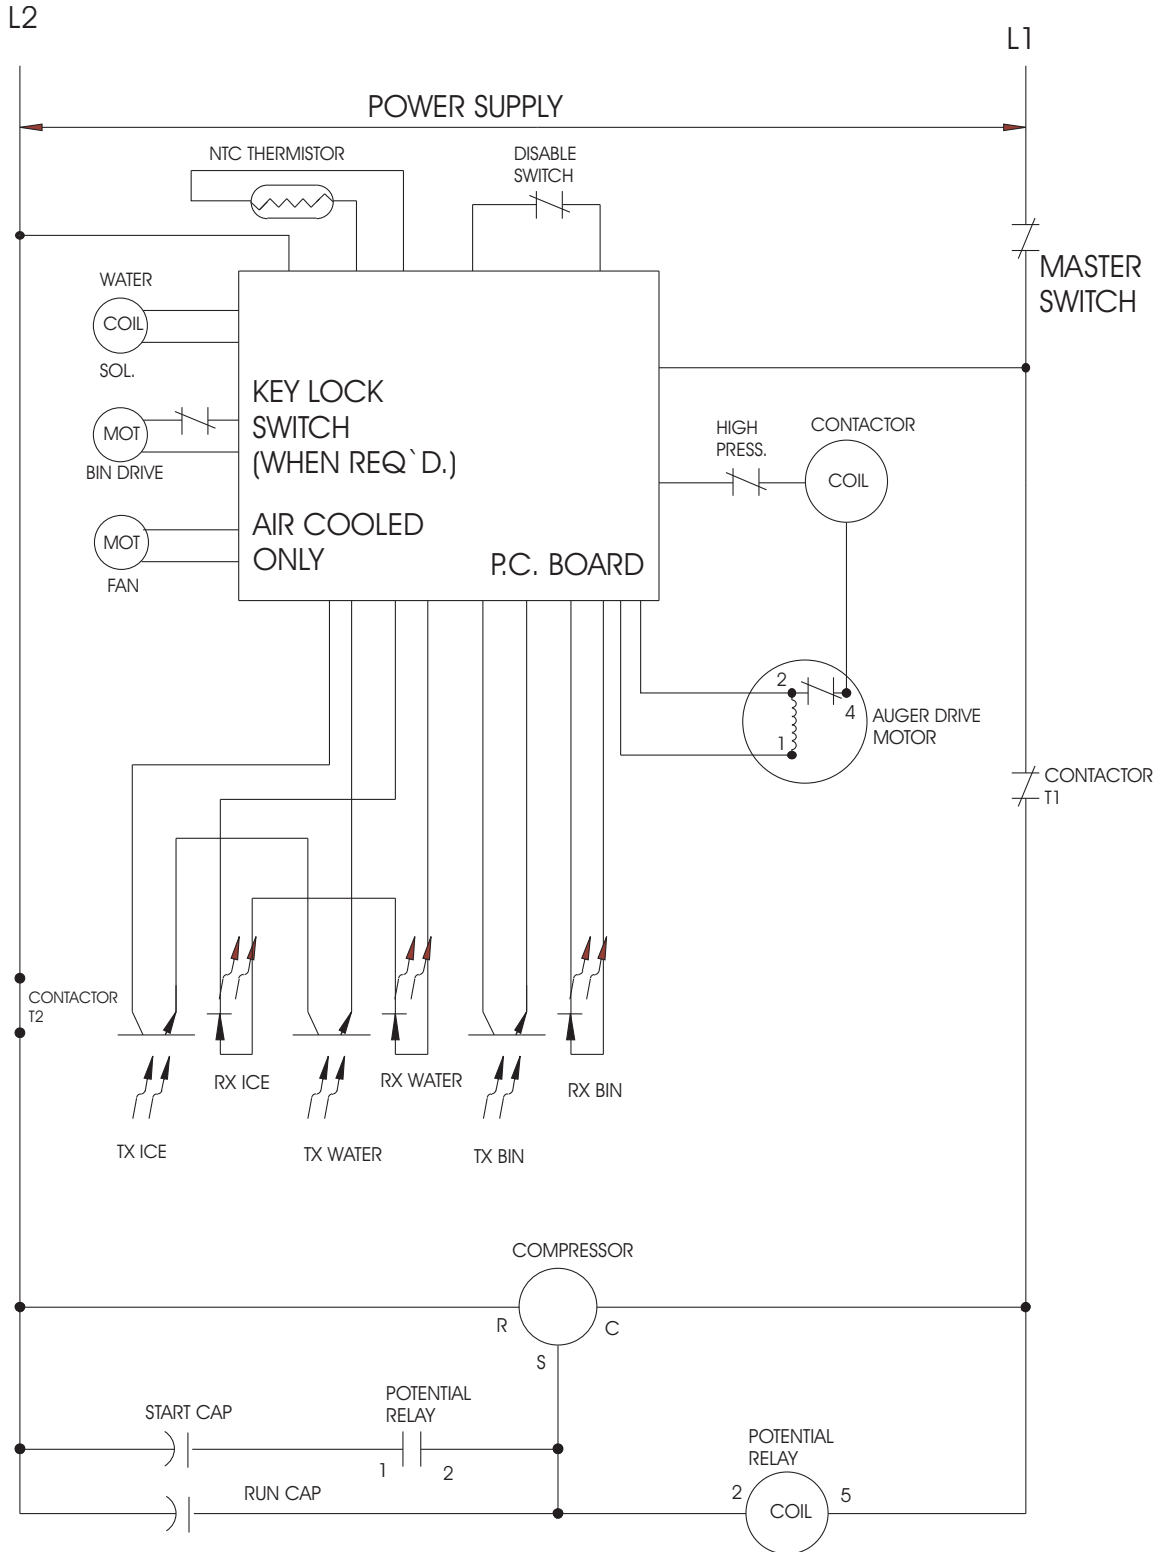 L2
L1
POWER SUPPLY
NTC THERMISTOR
DISABLE
SWITCH
MASTER
SWITCH
WATER
COIL
SOL.
KEY LOCK
SWITCH
(WHEN REQ`D.)
MOT
BIN DRIVE
HIGH
PRESS.
CONTACTOR
COIL
AIR COOLED
ONLY
MOT
FAN
P.C. BOARD
2
4
1
AUGER DRIVE
MOTOR
CONTACTOR
T1
CONTACTOR
T2
RX ICE
RX WATER
RX BIN
TX ICE
TX WATER
TX BIN
COMPRESSOR
R
C
S
START CAP
POTENTIAL
RELAY
1
2
RUN CAP
POTENTIAL
RELAY
2
COIL
5